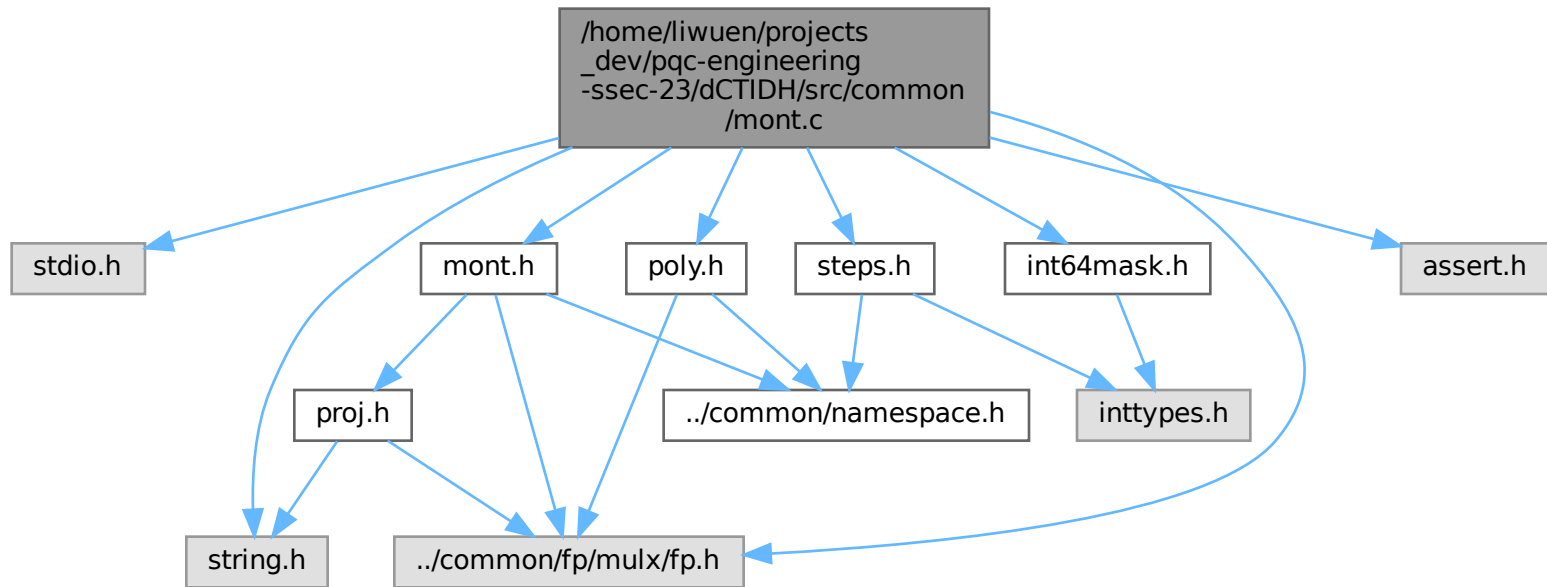 /home/liwuen/projects
_dev/pqc-engineering
-ssec-23/dCTIDH/src/common
/mont.c
stdio.h
mont.h
poly.h
steps.h
int64mask.h
assert.h
proj.h
../common/namespace.h
inttypes.h
string.h
../common/fp/mulx/fp.h